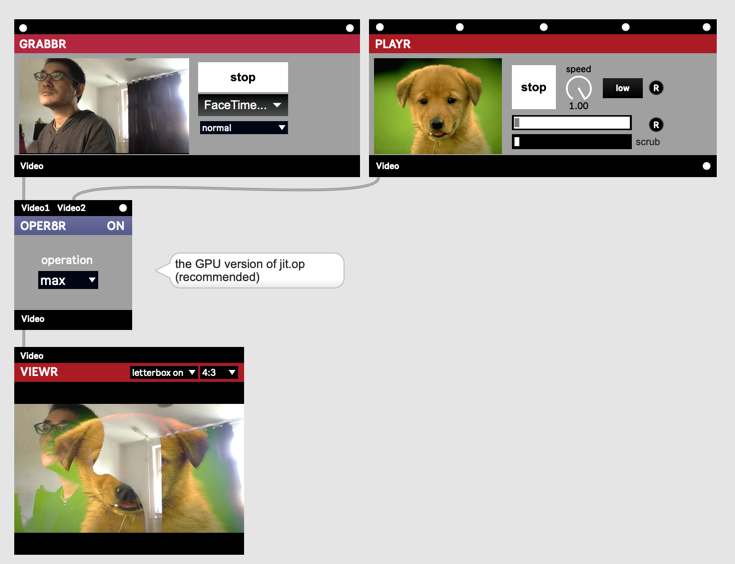 GRABBR
stop
FaceTime...
normal
Video
PLAYR
stop
speed
1.00
low
R
R
scrub
Video
Video1 Video2
OPER8R ON
operation
max
Video
the GPU version of jit.op
(recommended)
Video
VIEWR letterbox on 4:3